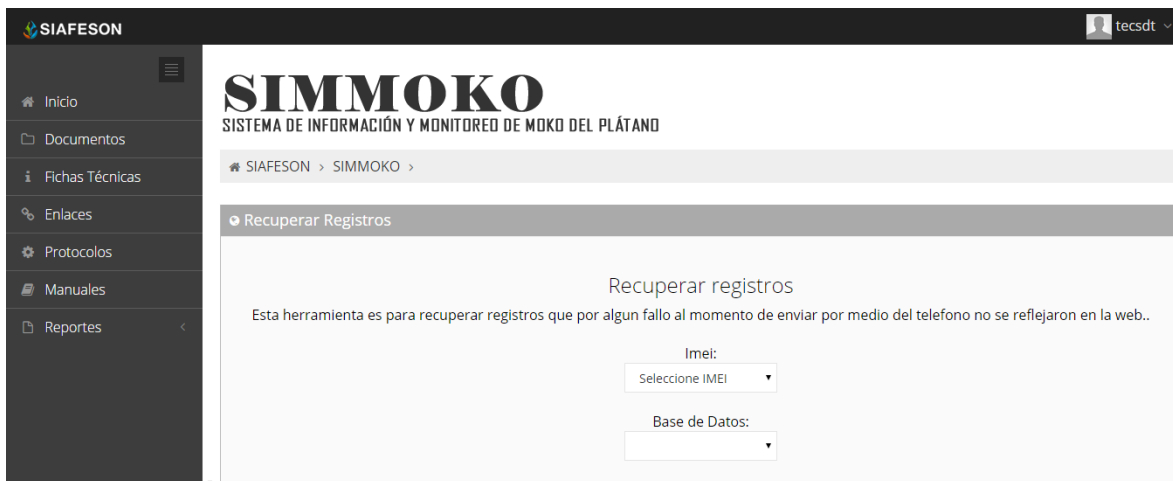 SIAFESON
tecsdt
Inicio
Documentos
Fichas Técnicas
Enlaces
Protocolos
Manuales
Reportes
SIMMOKO
SISTEMA DE INFORMACIÓN Y MONITOREO DE MOKO DEL PLÁTANO
SIAFESON > SIMMOKO >
Recuperar Registros
Recuperar registros
Esta herramienta es para recuperar registros que por algun fallo al momento de enviar por medio del telefono no se reflejaron en la web..
Imei:
Seleccione IMEI
Base de Datos: